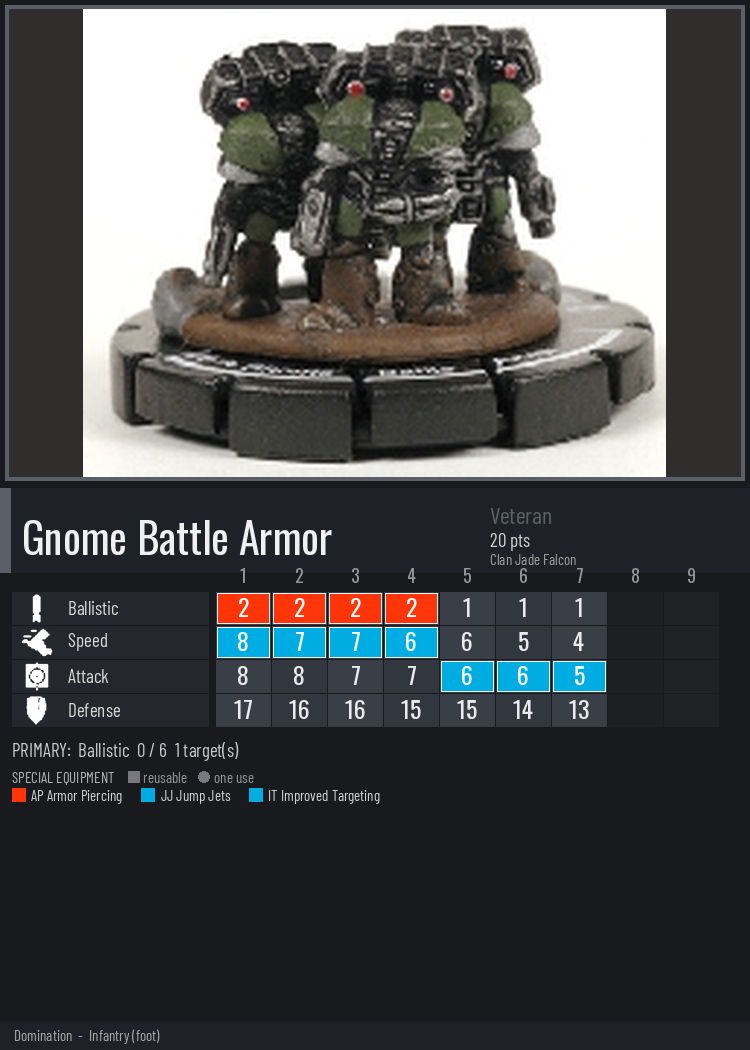 Gnome Battle Armor
Veteran
20 pts
Clan Jade Falcon
1 2 3 4 5 6 7 8 9
Ballistic 2 2 2 2 1 1 1
Speed 8 7 7 6 6 5 4
Attack 8 8 7 7 6 6 5
Defense 17 16 16 15 15 14 13
PRIMARY: Ballistic 0 / 6 1 target(s)
SPECIAL EQUIPMENT reusable one use
AP Armor Piercing JJ Jump Jets IT Improved Targeting
Domination - Infantry (foot)